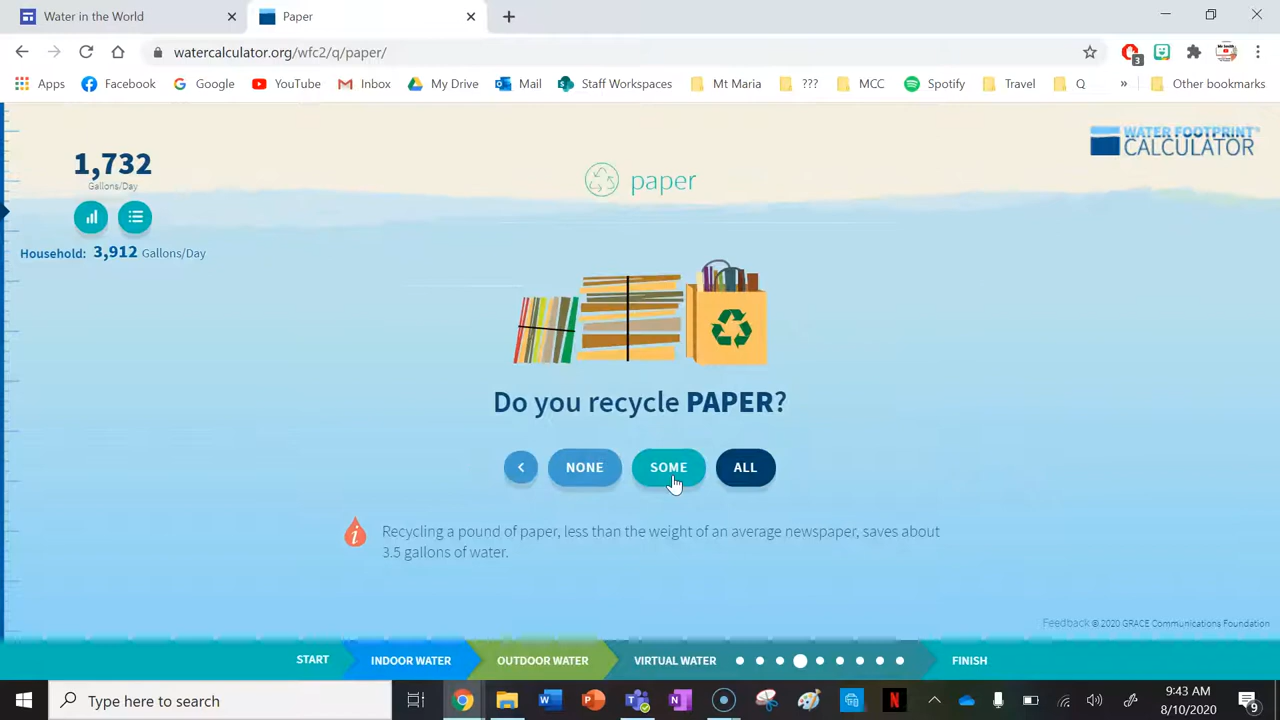 Water in the World
Paper
watercalculator.org/wfc2/q/paper/
3
Apps Facebook Google YouTube Inbox My Drive Mail Staff Workspaces Mt Maria ??? MCC Spotify Travel Q » Other bookmarks
1,732
Gallons/Day
Household: 3,912 Gallons/Day
WATER FOOTPRINT
CALCULATOR
paper
Do you recycle PAPER?
NONE SOME ALL
Recycling a pound of paper, less than the weight of an average newspaper, saves about
3.5 gallons of water.
Feedback © 2020 GRACE Communications Foundation
START INDOOR WATER OUTDOOR WATER VIRTUAL WATER FINISH
Type here to search
9:43 AM
8/10/2020
9